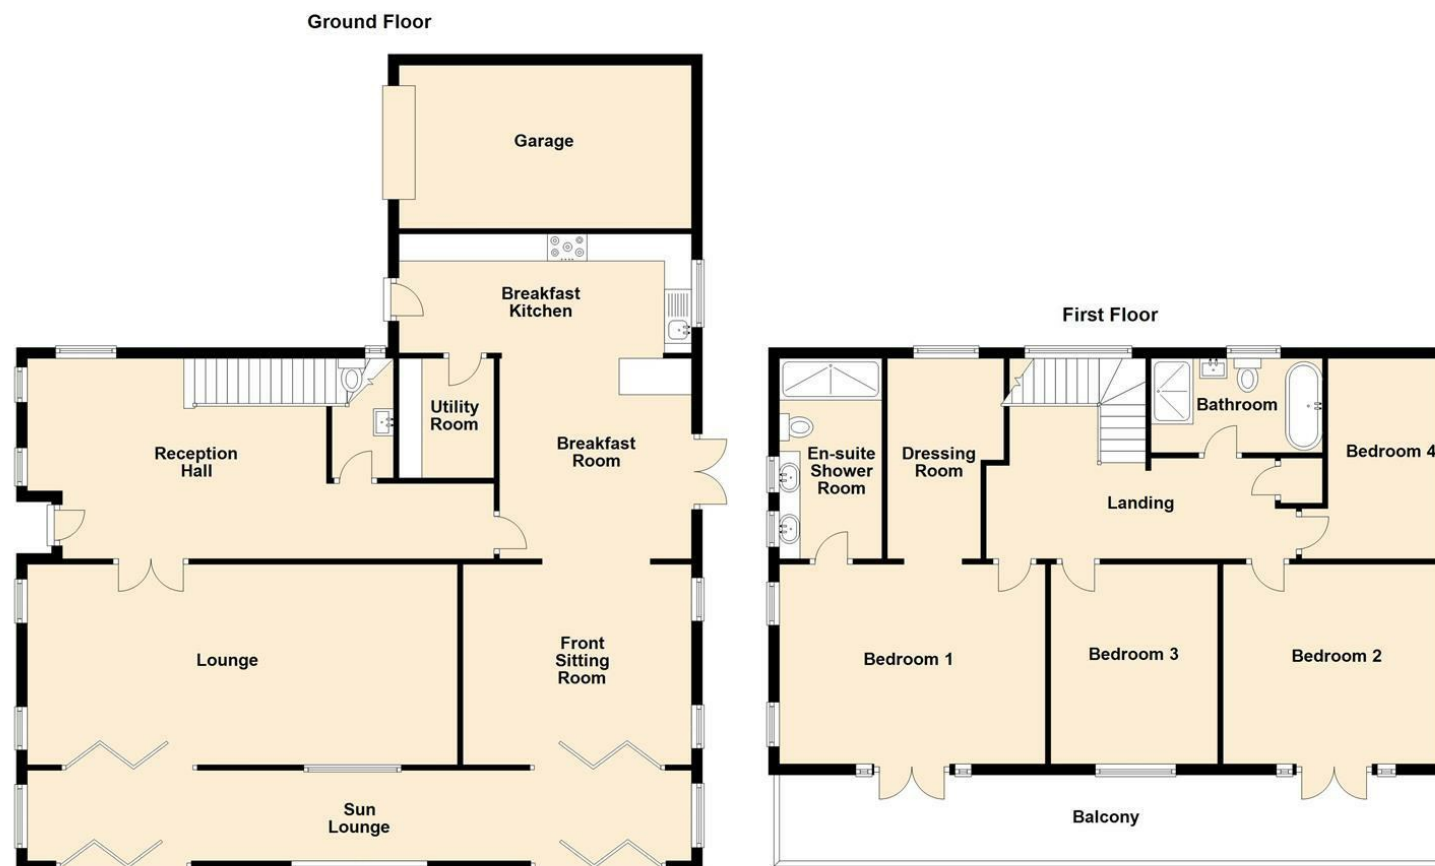 Ground Floor
Garage
Breakfast
Kitchen
Utility
Room
Reception
Hall
Breakfast
Room
Lounge
Front
Sitting
Room
Sun
Lounge
First Floor
Bathroom
En-suite
Shower
Room
Dressing
Room
Bedroom 4
Landing
Bedroom 1
Bedroom 3
Bedroom 2
Balcony